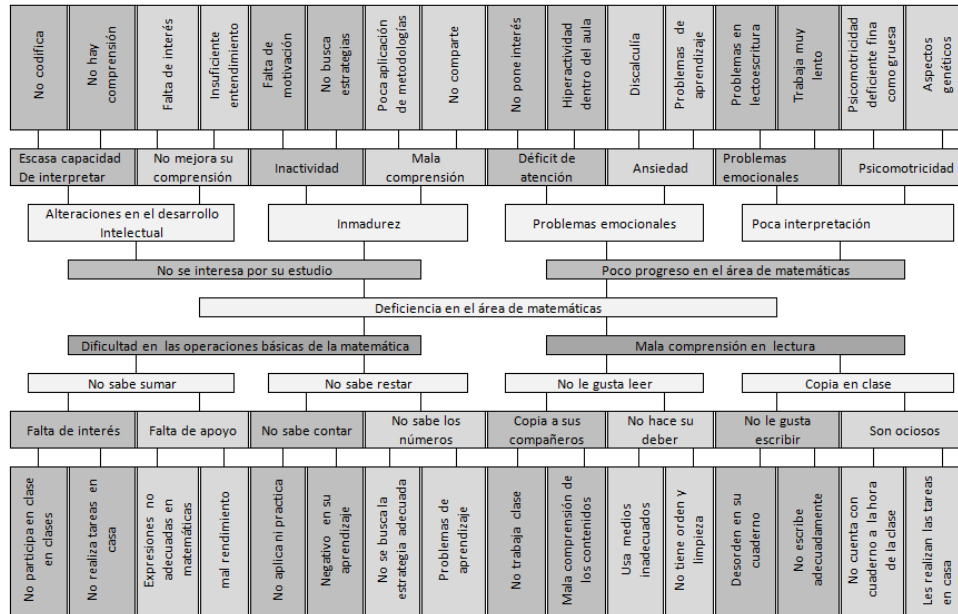 No codifica
No hay
comprensión
Falta de interés
Insuficiente
entendimiento
Falta de
motivación
No busca
estrategias
Poca aplicación
de metodologías
No comparte
No pone interés
Hiperactividad
dentro del aula
Discalculía
Problemas de
aprendizaje
Problemas en
lectoescritura
Trabaja muy
lento
Psicomotricidad
deficiente fina
como gruesa
Aspectos
genéticos
Escasa capacidad
De interpretar
No mejora su
comprensión
Inactividad
Mala
comprensión
Déficit de
atención
Ansiedad
Problemas
emocionales
Psicomotricidad
Alteraciones en el desarrollo
Intelectual
Inmadurez
Problemas emocionales
Poca interpretación
No se interesa por su estudio
Poco progreso en el área de matemáticas
Deficiencia en el área de matemáticas
Dificultad en las operaciones básicas de la matemática
Mala comprensión en lectura
No sabe sumar
No sabe restar
No le gusta leer
Copia en clase
Falta de interés
Falta de apoyo
No sabe contar
No sabe los
números
Copia a sus
compañeros
No hace su
deber
No le gusta
escribir
Son ociosos
No participa en clase
en clases
No realiza tareas en
casa
Expresiones no
adecuadas en
matemáticas
mal rendimiento
No aplica ni practica
Negativo en su
aprendizaje
No se busca la
estrategia adecuada
Problemas de
aprendizaje
No trabaja clase
Mala comprensión de
los contenidos
Usa medios
inadecuados
No tiene orden y
limpieza
Desorden en su
cuaderno
No escribe
adecuadamente
No cuenta con
cuaderno a la hora
de la clase
Les realizan las tareas
en casa